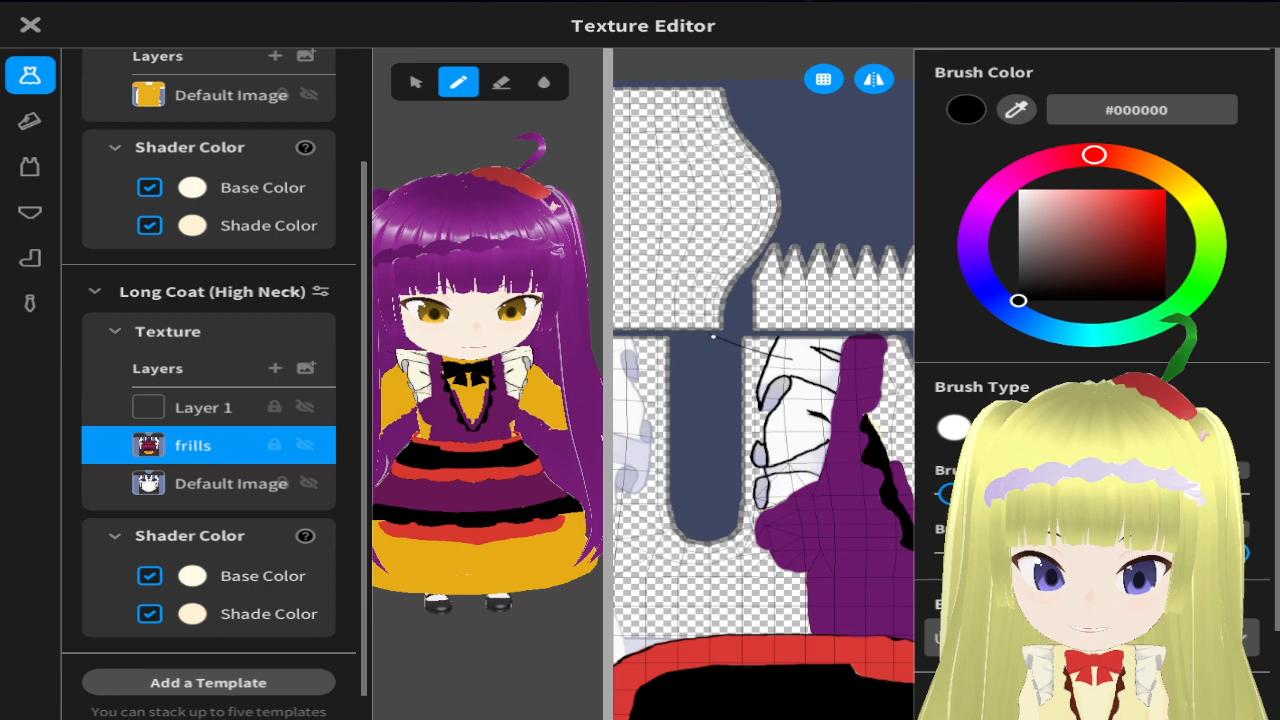 Texture Editor
Layers
Default Image
Shader Color
Base Color
Shade Color
Long Coat (High Neck)
Texture
Layers
Layer 1
frills
Default Image
Shader Color
Base Color
Shade Color
Add a Template
You can stack up to five templates
Brush Color
#000000
Brush Type